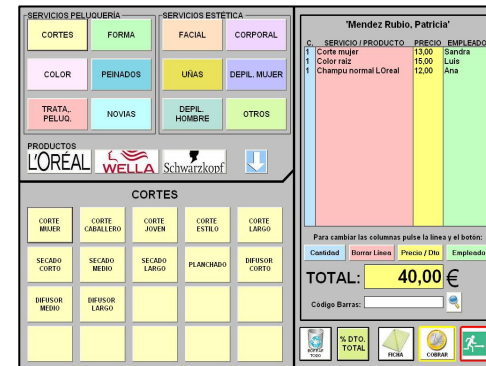 SERVICIOS PELUQUERÍA
CORTES
FORMA
COLOR
PEINADOS
TRATA. PELUQ.
NOVIAS
SERVICIOS ESTÉTICA
FACIAL
CORPORAL
UÑAS
DEPIL. MUJER
DEPIL. HOMBRE
OTROS
PRODUCTOS
L'ORÉAL
WELLA
Schwarzkopf
CORTES
CORTE MUJER
CORTE CABALLERO
CORTE JOVEN
CORTE ESTILO
CORTE LARGO
SECADO CORTO
SECADO MEDIO
SECADO LARGO
PLANCHADO
DIFUSOR CORTO
DIFUSOR MEDIO
DIFUSOR LARGO
'Mendez Rubio, Patricia'
C. SERVICIO / PRODUCTO PRECIO EMPLEADO
1 Corte mujer 13,00 Sandra
1 Color raiz 15,00 Luis
1 Champu normal LOreal 12,00 Ana
Para cambiar las columnas pulse la línea y el botón:
Cantidad Borrar Línea Precio / Dto Empleado
TOTAL: 40,00 €
Código Barras:
BORRAR TODO
% DTO. TOTAL
FICHA
COBRAR